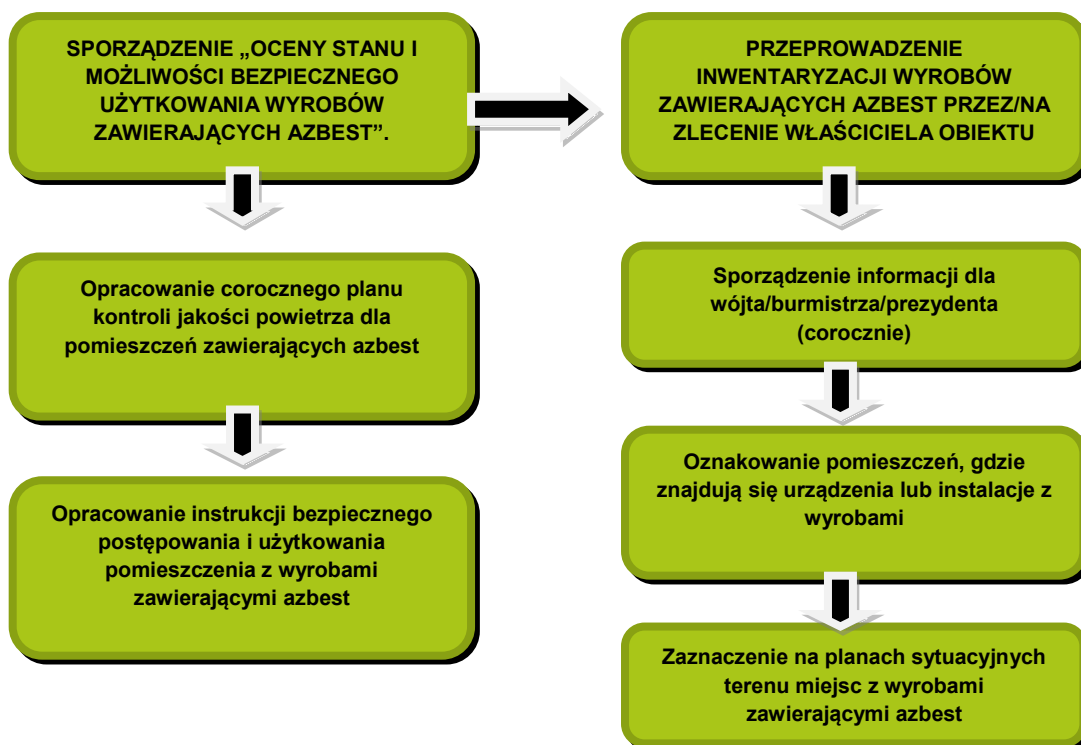 SPORZĄDZENIE „OCENY STANU I
MOŻLIWOŚCI BEZPIECZNEGO
UŻYTKOWANIA WYROBÓW
ZAWIERAJĄCYCH AZBEST”.
PRZEPROWADZENIE
INWENTARYZACJI WYROBÓW
ZAWIERAJĄCYCH AZBEST PRZEZ/NA
ZLECENIE WŁAŚCICIELA OBIEKTU
Opracowanie corocznego planu
kontroli jakości powietrza dla
pomieszczeń zawierających azbest
Opracowanie instrukcji bezpiecznego
postępowania i użytkowania
pomieszczenia z wyrobami
zawierającymi azbest
Sporządzenie informacji dla
wójta/burmistrza/prezydenta
(corocznie)
Oznakowanie pomieszczeń, gdzie
znajdują się urządzenia lub instalacje z
wyrobami
Zaznaczenie na planach sytuacyjnych
terenu miejsc z wyrobami
zawierającymi azbest